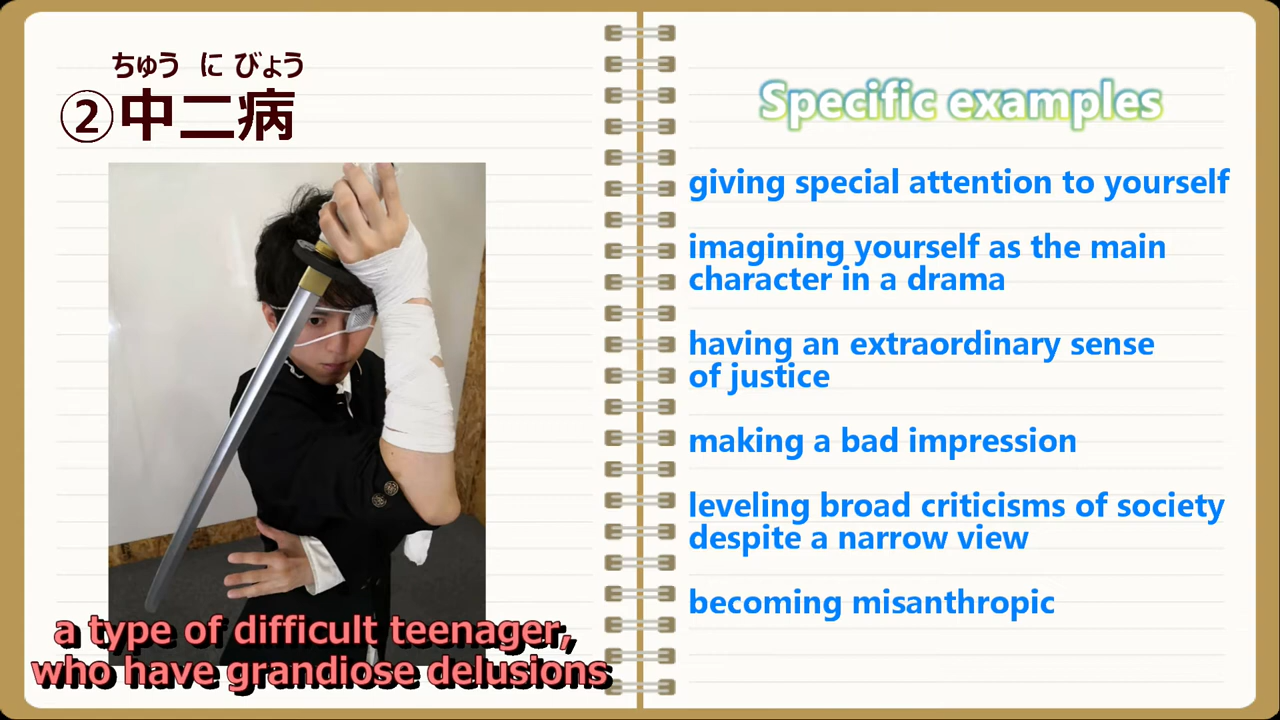 ちゅう に びょう
②中二病
a type of difficult teenager,
who have grandiose delusions
Specific examples
giving special attention to yourself
imagining yourself as the main
character in a drama
having an extraordinary sense
of justice
making a bad impression
leveling broad criticisms of society
despite a narrow view
becoming misanthropic